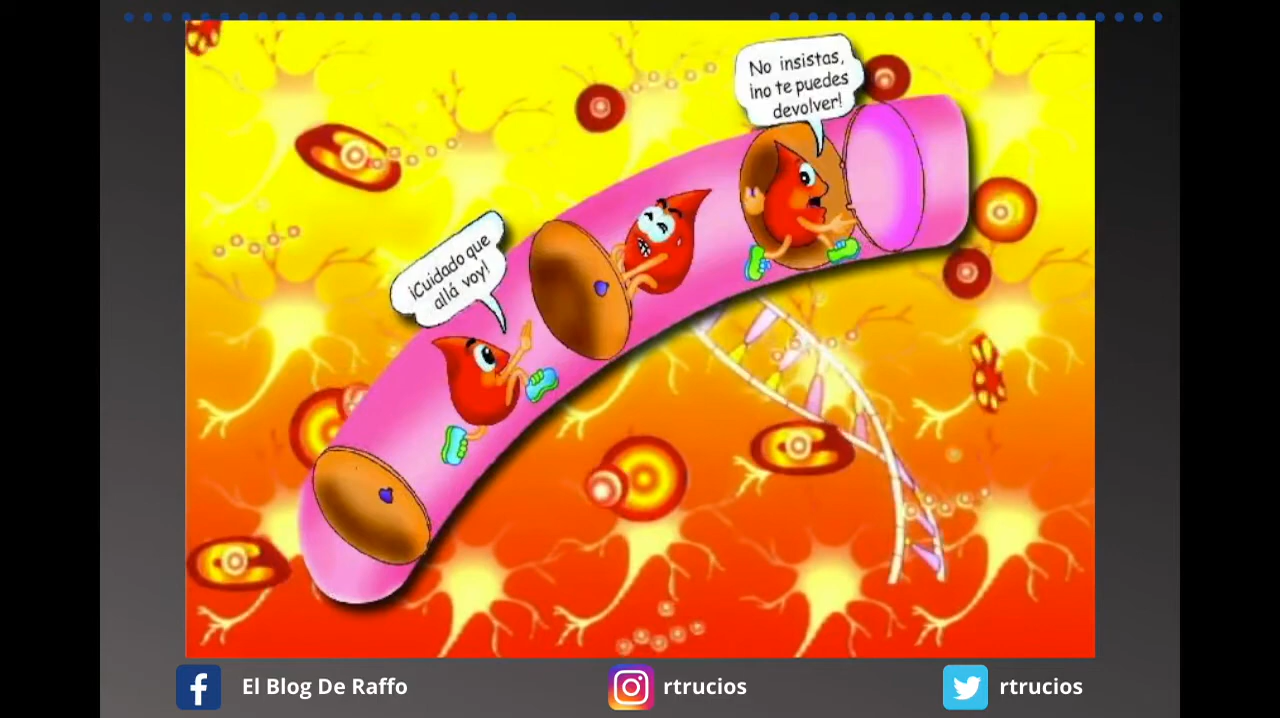 No insistas,
¡no te puedes
devolver!
¡Cuidado que
allá voy!
El Blog De Raffo
rtrucios
rtrucios